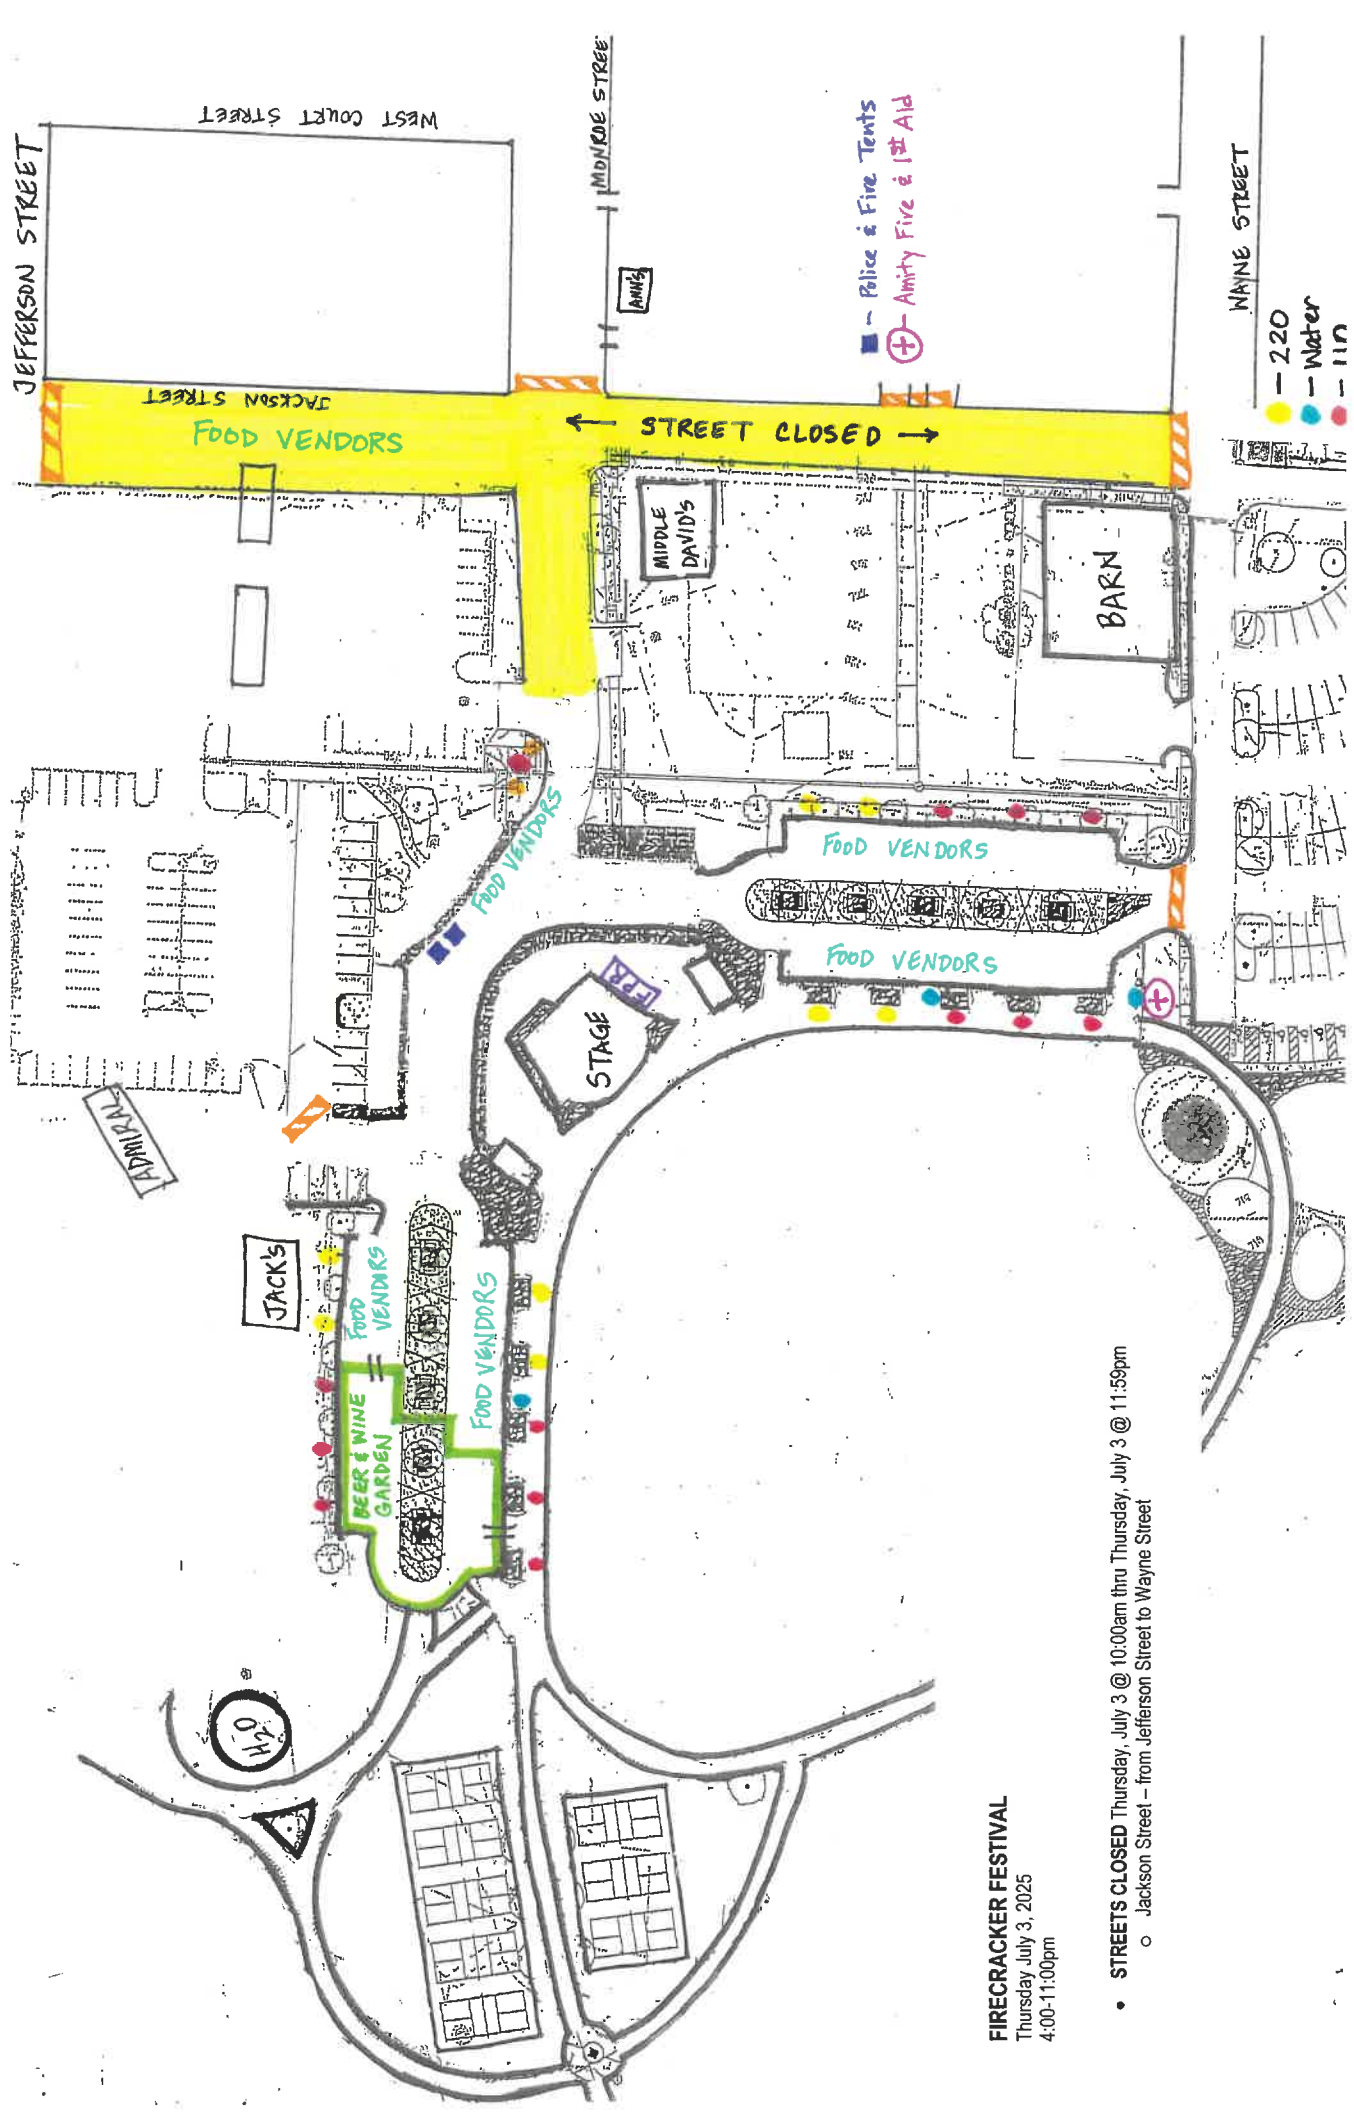 JEFFERSON STREET
WEST COURT STREET
MONROE STREE
WAYNE STREET
JACKSON STREET
FOOD VENDORS
← STREET CLOSED →
ANN'S
- Police & Fire Tents
+ - Amity Fire & 1st Aid
- 220
- Water
- 110
MIDDLE
DAVID'S
BARN
FOOD VENDORS
FOOD VENDORS
FOOD VENDORS
STAGE
FPR
ADMIRAL
JACK'S
FOOD
VENDORS
FOOD VENDORS
BEER & WINE
GARDEN
H2O
719
719
FIRECRACKER FESTIVAL
Thursday July 3, 2025
4:00-11:00pm
• STREETS CLOSED Thursday, July 3 @ 10:00am thru Thursday, July 3 @ 11:59pm
o Jackson Street – from Jefferson Street to Wayne Street